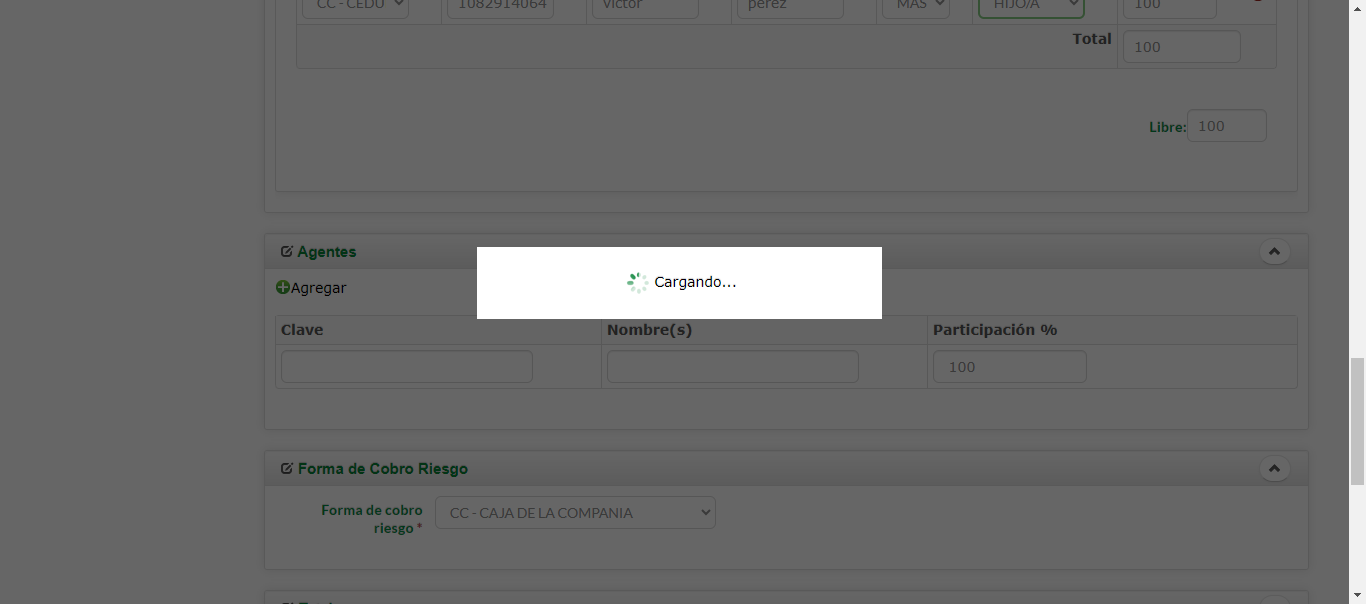 CC - CEDU 1082914064 victor perez MAS HIJO/A 100
Total 100
Libre: 100
Agentes
Agregar
Cargando...
Clave Nombre(s) Participación %
100
Forma de Cobro Riesgo
Forma de cobro riesgo * CC - CAJA DE LA COMPANIA